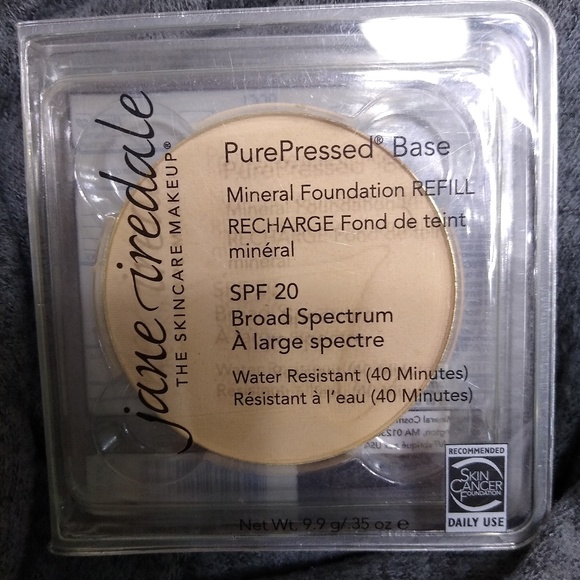 jane iredale
THE SKINCARE MAKEUP®
PurePressed® Base
Mineral Foundation REFILL
RECHARGE Fond de teint
minéral
SPF 20
Broad Spectrum
À large spectre
Water Resistant (40 Minutes)
Résistant à l'eau (40 Minutes)
Net Wt. 9.9 g/.35 oz e
RECOMMENDED
SKIN
CANCER
FOUNDATION
DAILY USE